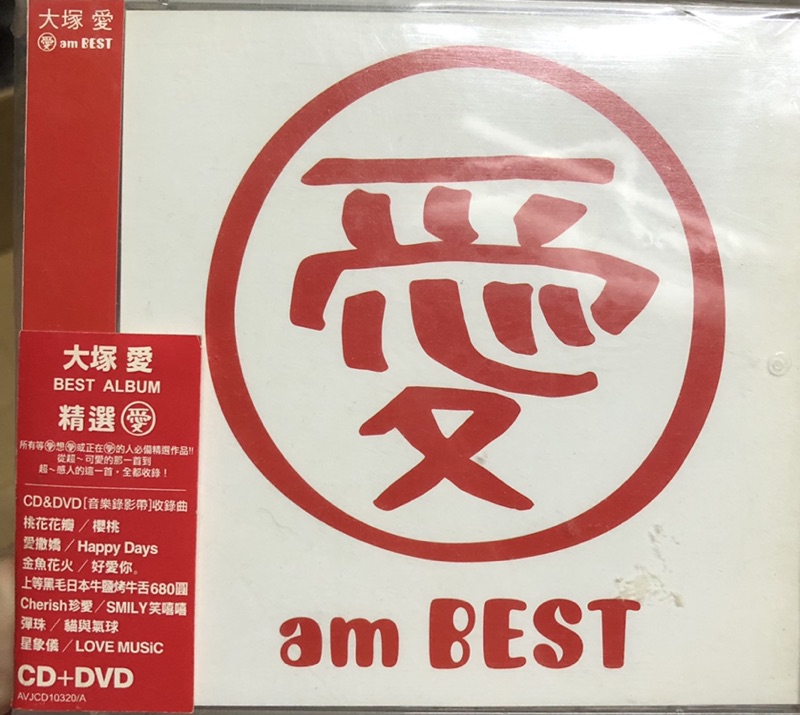 大塚 愛
愛 am BEST
愛
am BEST
大塚 愛
BEST ALBUM
精選 愛
所有等愛想愛或正在愛的人必備精選作品!!
從超～可愛的那一首到
超～感人的這一首，全都收錄！
CD&DVD[音樂錄影帶]收錄曲
桃花花瓣／櫻桃
愛撒嬌／Happy Days
金魚花火／好愛你。
上等黑毛日本牛鹽烤牛舌680圓
Cherish珍愛／SMILY笑嘻嘻
彈珠／貓與氣球
星象儀／LOVE MUSiC
CD+DVD
AVJCD10320/A